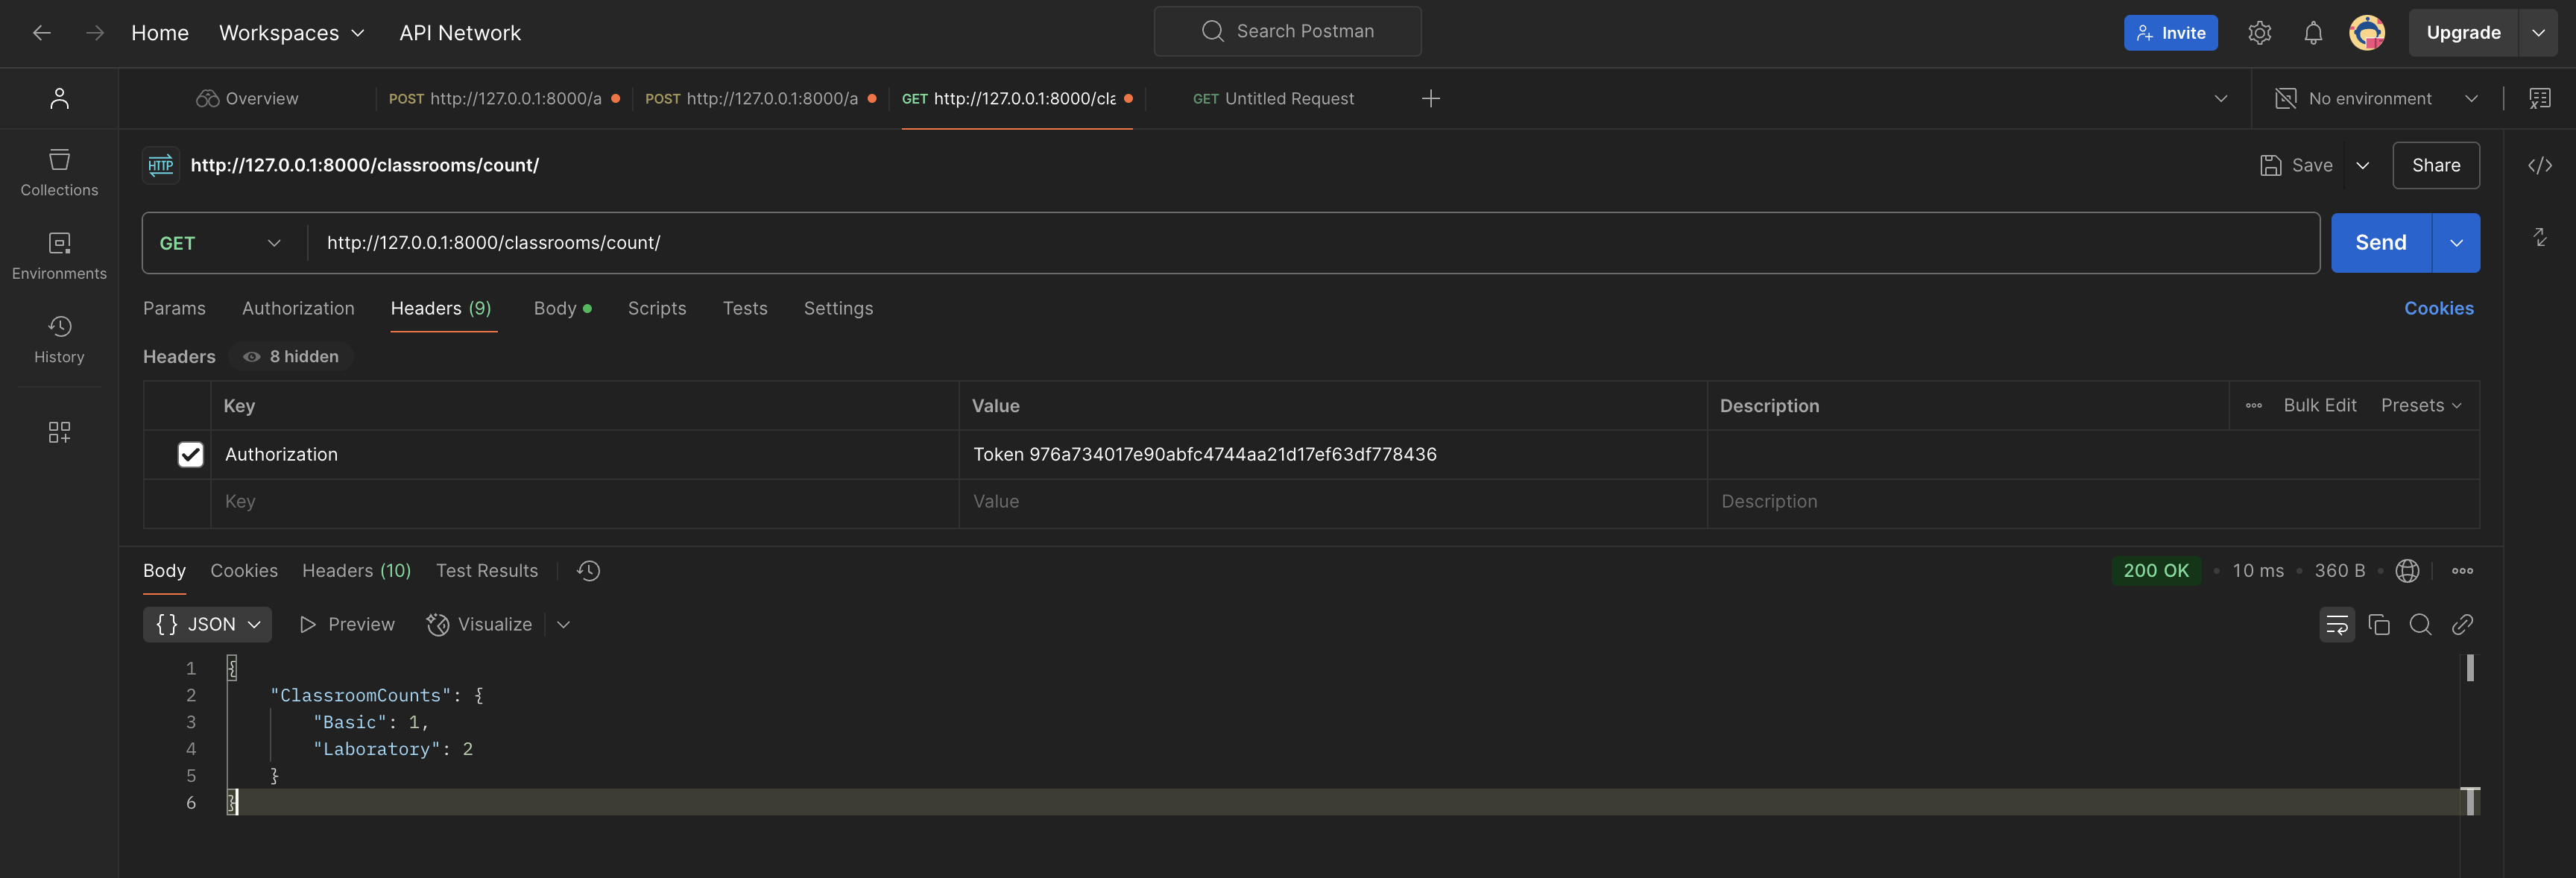 Home Workspaces API Network Search Postman Invite Upgrade
Overview POST http://127.0.0.1:8000/a POST http://127.0.0.1:8000/a GET http://127.0.0.1:8000/cla GET Untitled Request No environment
HTTP http://127.0.0.1:8000/classrooms/count/ Save Share
Collections
GET http://127.0.0.1:8000/classrooms/count/ Send
Environments
Params Authorization Headers (9) Body Scripts Tests Settings Cookies
History
Headers 8 hidden
Key Value Description Bulk Edit Presets
Authorization Token 976a734017e90abfc4744aa21d17ef63df778436
Key Value Description
Body Cookies Headers (10) Test Results 200 OK • 10 ms • 360 B •
{} JSON Preview Visualize
1 {
2 "ClassroomCounts": {
3 "Basic": 1,
4 "Laboratory": 2
5 }
6 }